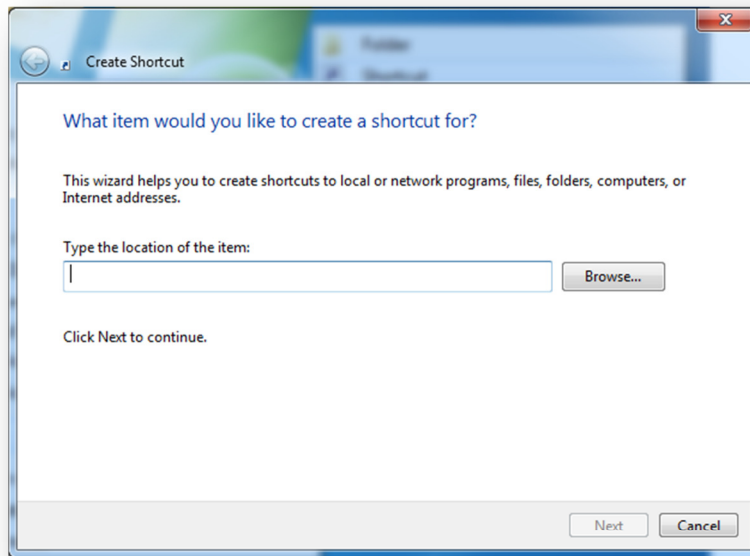 Folder
Create Shortcut
Shortcut
What item would you like to create a shortcut for?
This wizard helps you to create shortcuts to local or network programs, files, folders, computers, or
Internet addresses.
Type the location of the item:
Browse...
Click Next to continue.
Next
Cancel